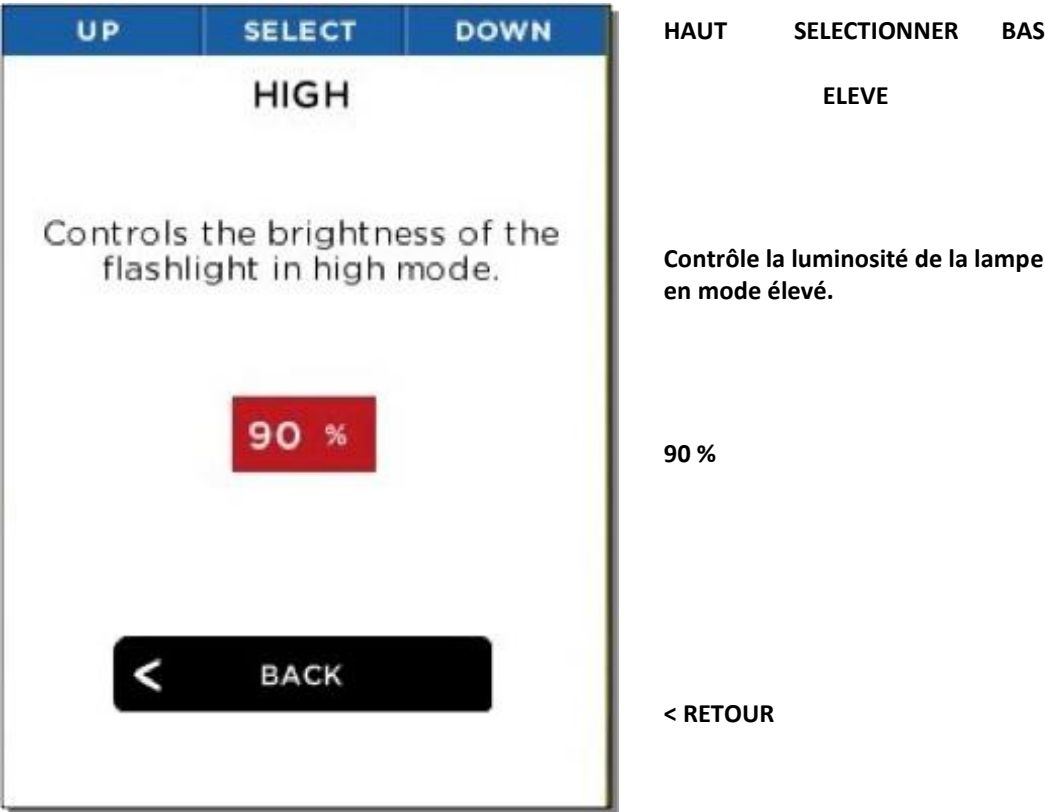 UP SELECT DOWN
HIGH
Controls the brightness of the
flashlight in high mode.
90 %
< BACK
HAUT SELECTIONNER BAS
ELEVE
Contrôle la luminosité de la lampe
en mode élevé.
90 %
< RETOUR